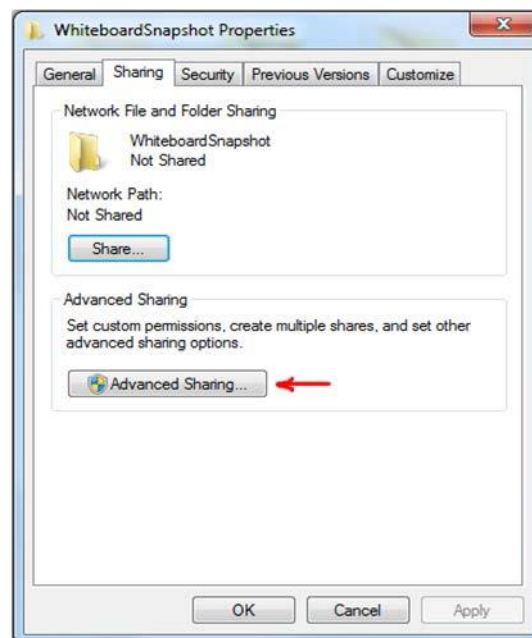 WhiteboardSnapshot Properties
General Sharing Security Previous Versions Customize
Network File and Folder Sharing
WhiteboardSnapshot
Not Shared
Network Path:
Not Shared
Share...
Advanced Sharing
Set custom permissions, create multiple shares, and set other
advanced sharing options.
Advanced Sharing...
OK Cancel Apply